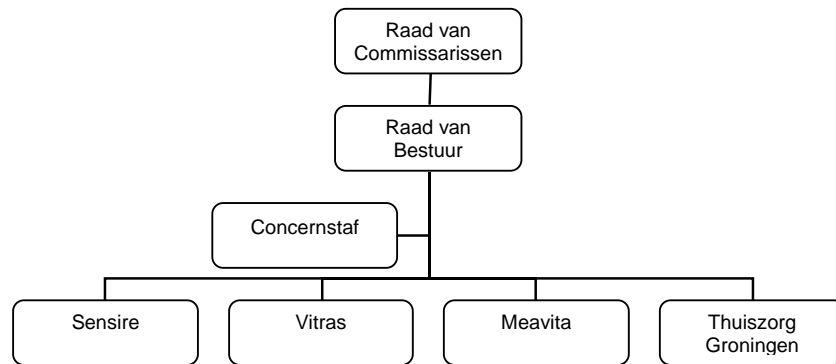 Raad van
Commissarissen
Raad van
Bestuur
Concernstaf
Sensire
Vitras
Meavita
Thuiszorg
Groningen